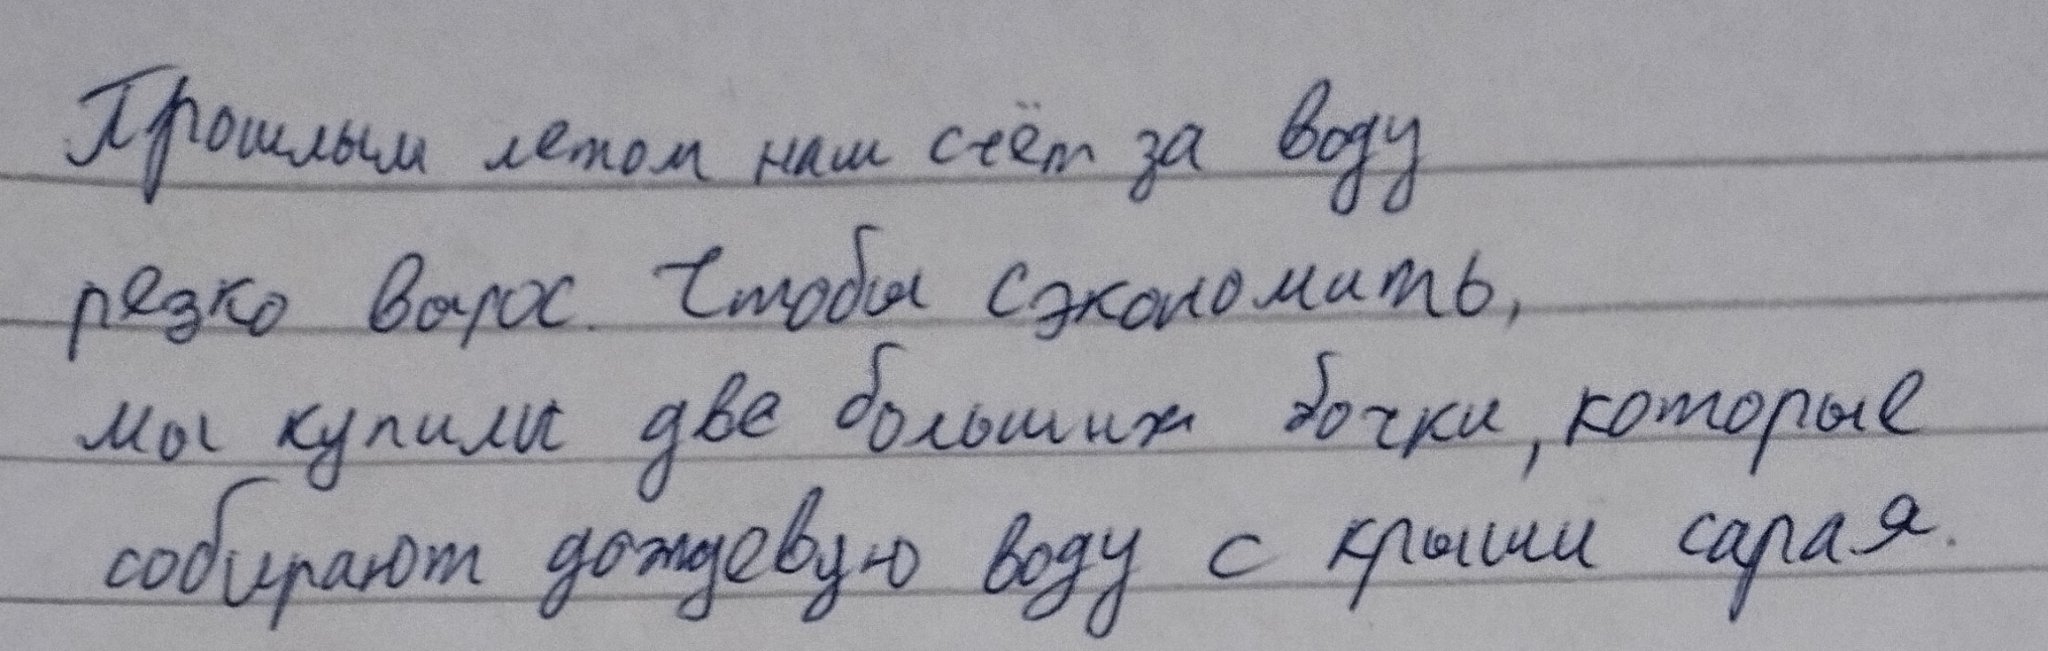 Прошлым летом наш счёт за воду
резко вырос. Чтобы сэкономить,
мы купили две больших бочки, которые
собирают дождевую воду с крыши сарая.